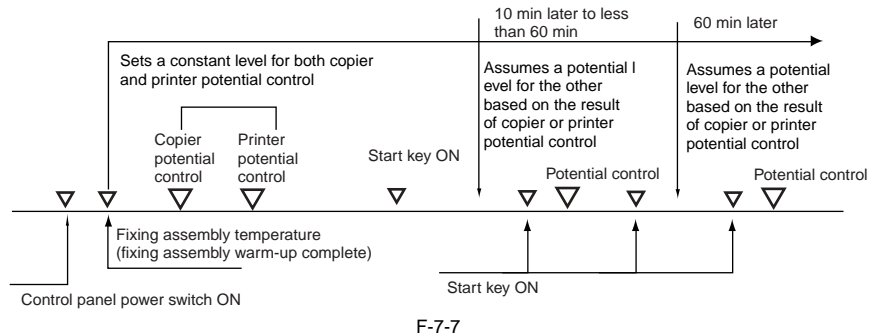 10 min later to less
than 60 min
60 min later
Sets a constant level for both copier
and printer potential control
Assumes a potential l
evel for the other
based on the result
of copier or printer
potential control
Assumes a potential
level for the other
based on the result
of copier or printer
potential control
Copier
potential
control
Printer
potential
control
Start key ON
Potential control
Potential control
Fixing assembly temperature
(fixing assembly warm-up complete)
Control panel power switch ON
Start key ON
F-7-7